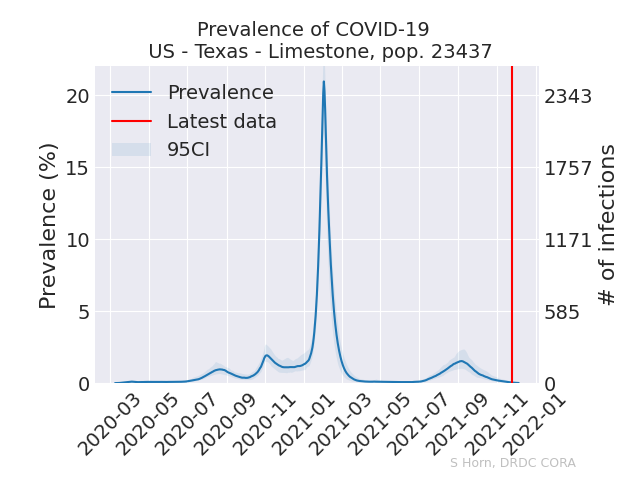 Prevalence of COVID-19
US - Texas - Limestone, pop. 23437
Prevalence
Latest data
95CI
Prevalence (%)
20
15
10
5
0
2343
1757
1171
585
0
# of infections
2020-03
2020-05
2020-07
2020-09
2020-11
2021-01
2021-03
2021-05
2021-07
2021-09
2021-11
2022-01
S Horn, DRDC CORA